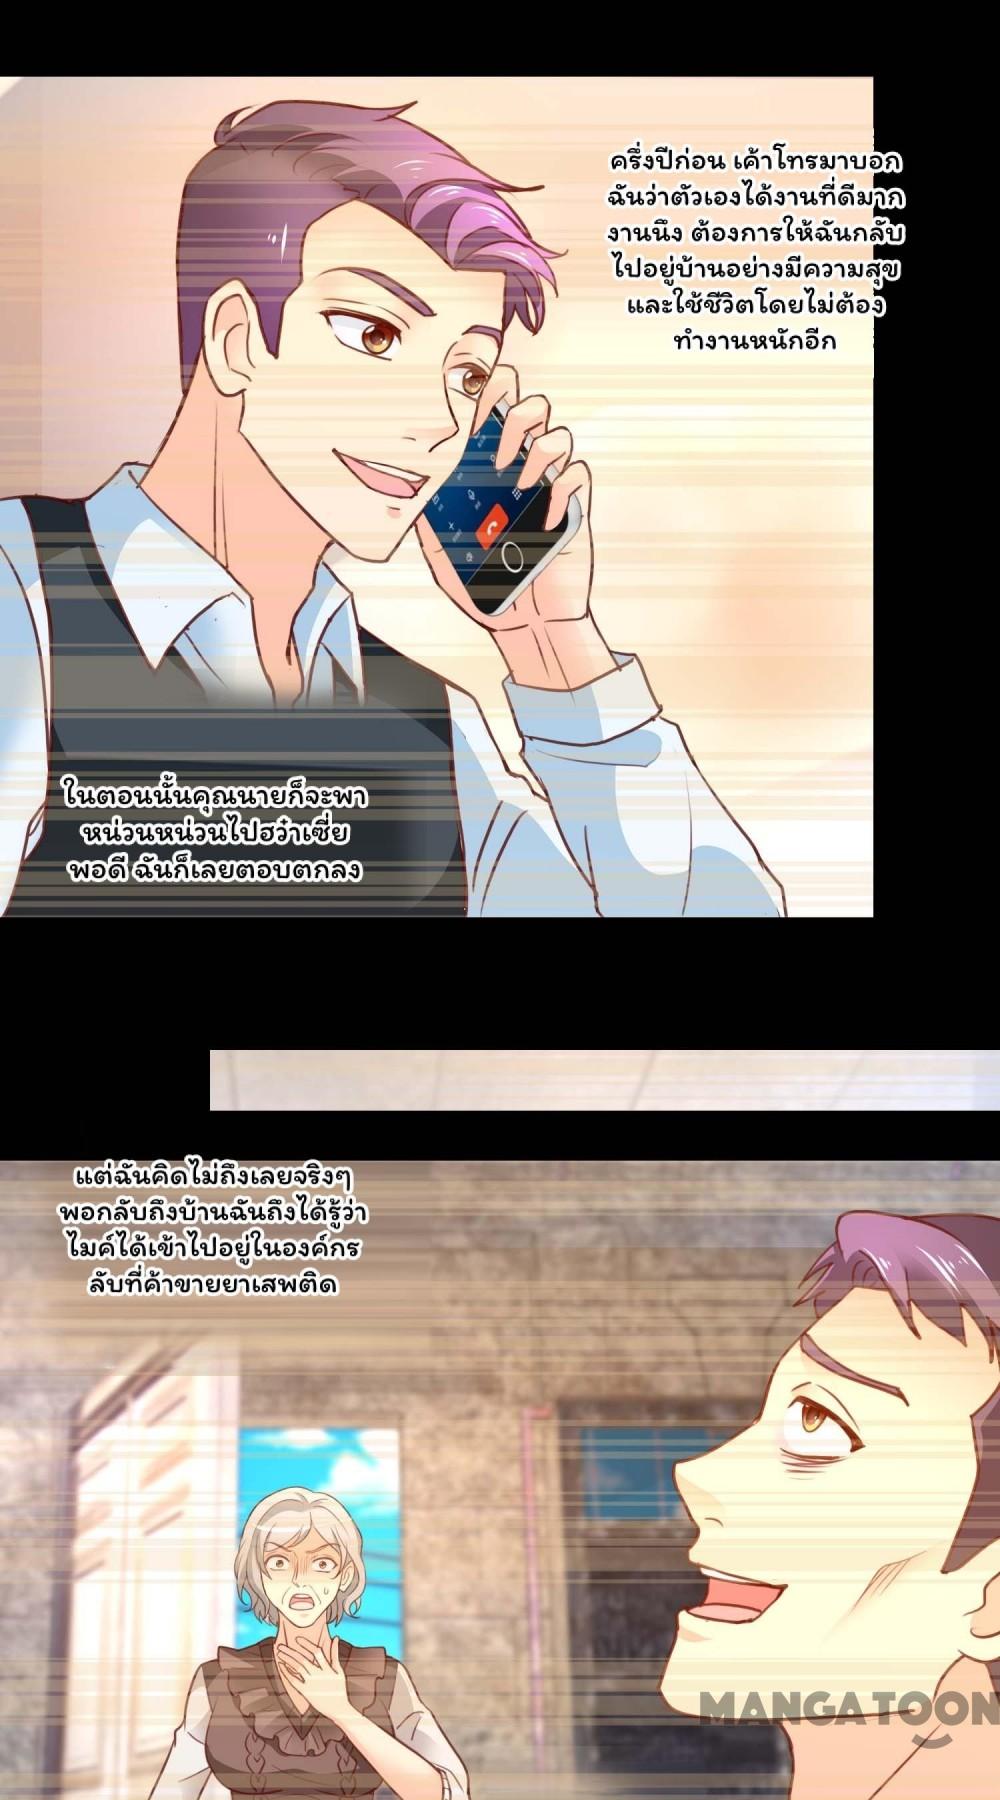 ครึ่งปีก่อน เค้าโทรมาบอก
ฉันว่าตัวเองได้งานที่ดีมาก
งานนึง ต้องการให้ฉันกลับ
ไปอยู่บ้านอย่างมีความสุข
และใช้ชีวิตโดยไม่ต้อง
ทำงานหนักอีก
ในตอนนั้นคุณนายก็จะพา
หน่วนหน่วนไปฮว๋าเซี่ย
พอดี ฉันก็เลยตอบตกลง
แต่ฉันคิดไม่ถึงเลยจริงๆ
พอกลับถึงบ้านฉันถึงได้รู้ว่า
ไมค์ได้เข้าไปอยู่ในองค์กร
ลับที่ค้าขายยาเสพติด
MANGATOON